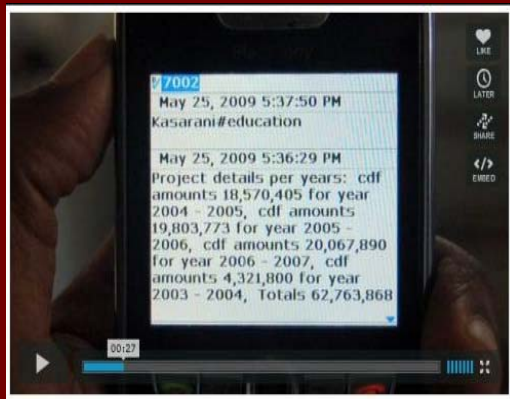 7002
May 25, 2009 5:37:50 PM
Kasarani#education
May 25, 2009 5:36:29 PM
Project details per years: cdf
amounts 18,570,405 for year
2004 - 2005, cdf amounts
19,803,773 for year 2005 -
2006, cdf amounts 20,067,890
for year 2006 - 2007, cdf
amounts 4,321,800 for year
2003 - 2004, Totals 62,763,868
LIKE
LATER
SHARE
</>
EMBED
00:27